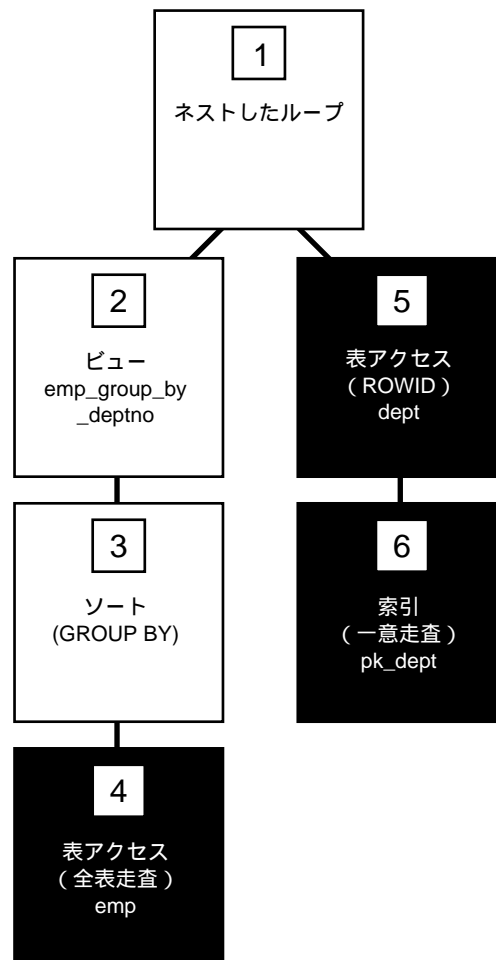 1
ネストしたループ
2
ビュー
emp_group_by
_deptno
5
表アクセス
（ROWID）
dept
3
ソート
(GROUP BY)
6
索引
（一意走査）
pk_dept
4
表アクセス
（全表走査）
emp